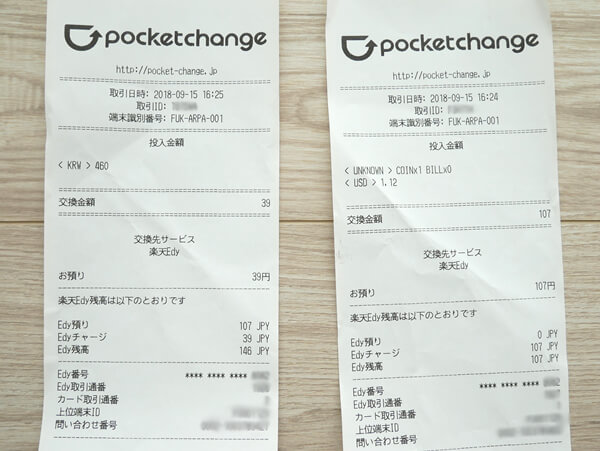 pocketchange
http://pocket-change.jp
取引日時: 2018-09-15 16:25
取引ID:
端末識別番号: FUK-ARPA-001
投入金額
< KRW > 460
交換金額 39
交換先サービス
楽天Edy
お預り 39円
楽天Edy残高は以下のとおりです
Edy預り 107 JPY
Edyチャージ 39 JPY
Edy残高 146 JPY
Edy番号 **** **** ****
Edy取引通番
カード取引通番
上位端末ID
問い合わせ番号
pocketchange
http://pocket-change.jp
取引日時: 2018-09-15 16:24
取引ID:
端末識別番号: FUK-ARPA-001
投入金額
< UNKNOWN > COINx1 BILLx0
< USD > 1.12
交換金額 107
交換先サービス
楽天Edy
お預り 107円
楽天Edy残高は以下のとおりです
Edy預り 0 JPY
Edyチャージ 107 JPY
Edy残高 107 JPY
Edy番号 **** **** ****
Edy取引通番
カード取引通番
上位端末ID
問い合わせ番号